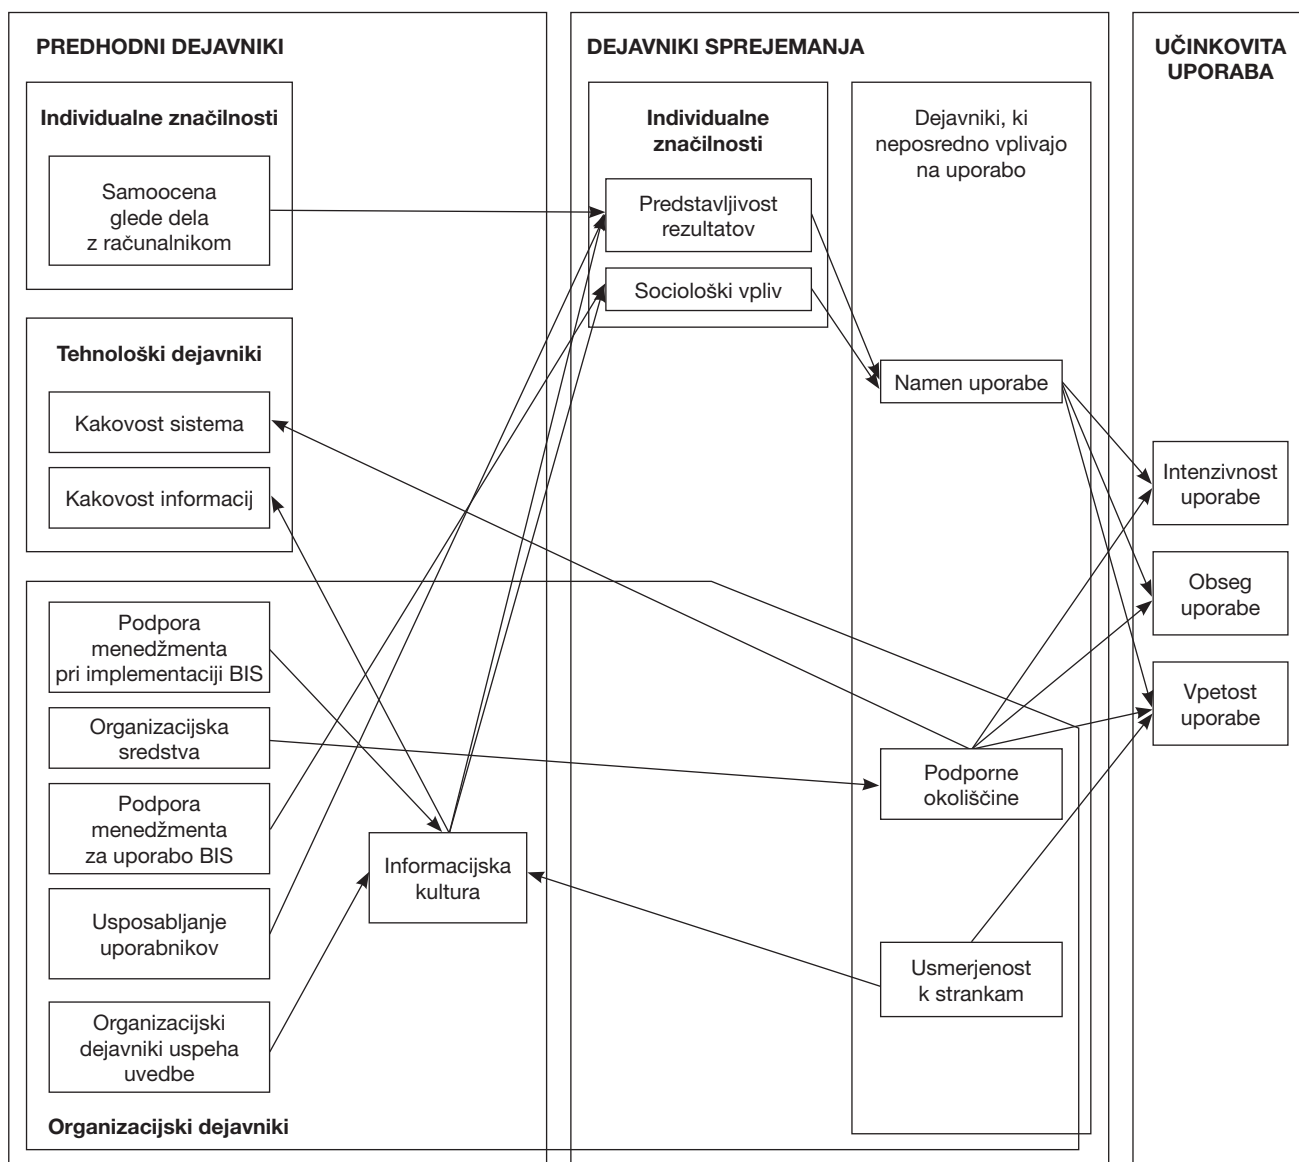 PREDHODNI DEJAVNIKI
Individualne značilnosti
Samoocena
glede dela
z računalnikom
Tehnološki dejavniki
Kakovost sistema
Kakovost informacij
Podpora
menedžmenta
pri implementaciji BIS
Organizacijska
sredstva
Podpora
menedžmenta
za uporabo BIS
Usposabljanje
uporabnikov
Organizacijski
dejavniki uspeha
uvedbe
Organizacijski dejavniki
Informacijska
kultura
DEJAVNIKI SPREJEMANJA
Individualne
značilnosti
Predstavljivost
rezultatov
Sociološki vpliv
Dejavniki, ki
neposredno vplivajo
na uporabo
Namen uporabe
Podporne
okoliščine
Usmerjenost
k strankam
UČINKOVITA
UPORABA
Intenzivnost
uporabe
Obseg
uporabe
Vpetost
uporabe